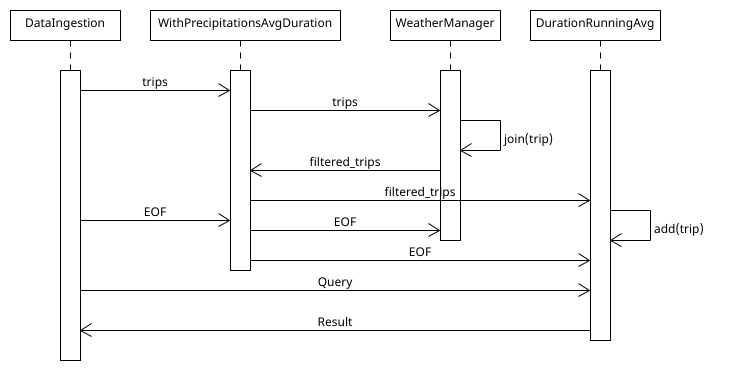 DataIngestion
WithPrecipitationsAvgDuration
WeatherManager
DurationRunningAvg
trips
trips
join(trip)
filtered_trips
filtered_trips
EOF
EOF
add(trip)
EOF
Query
Result